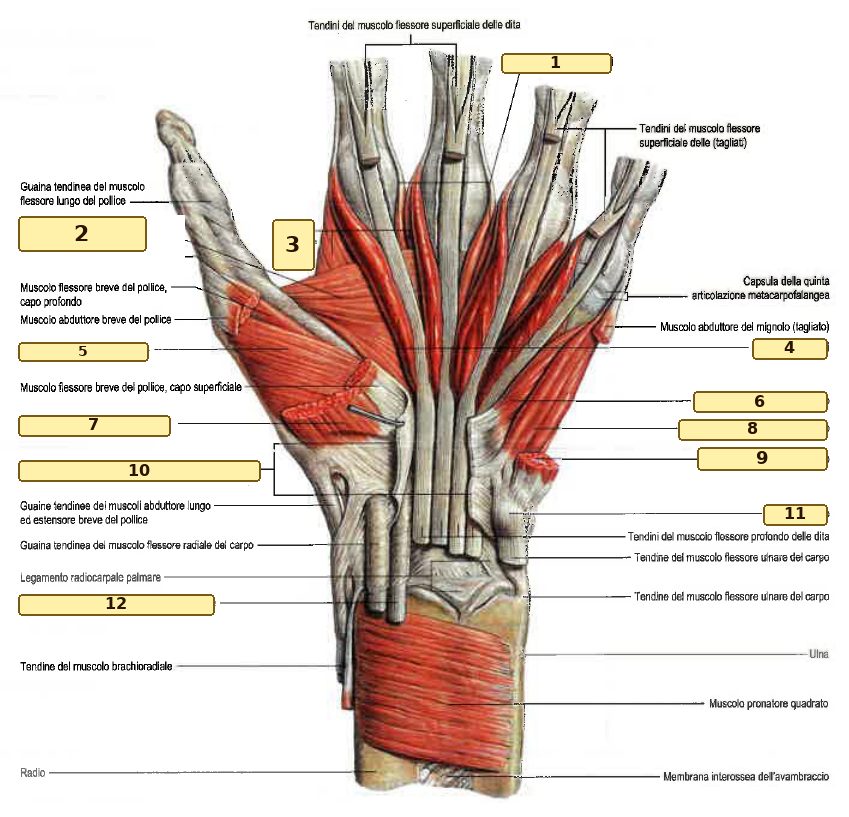 Tendini del muscolo flessore superficiale delle dita
1
Tendini del muscolo flessore
superficiale delle (tagliati)
Guaina tendinea del muscolo
flessore lungo del pollice
2
3
Muscolo flessore breve del pollice,
capo profondo
Muscolo abduttore breve del pollice
Capsula della quinta
articolazione metacarpofalangea
Muscolo abduttore del mignolo (tagliato)
5
4
Muscolo flessore breve del pollice, capo superficiale
6
7
8
9
10
Guaine tendinee dei muscoli abduttore lungo
ed estensore breve del pollice
11
Tendini del muscolo flessore profondo delle dita
Guaina tendinea del muscolo flessore radiale del carpo
Tendine del muscolo flessore ulnare del carpo
Legamento radiocarpale palmare
12
Tendine del muscolo flessore ulnare del carpo
Ulna
Tendine del muscolo brachioradiale
Muscolo pronatore quadrato
Radio
Membrana interossea dell'avambraccio